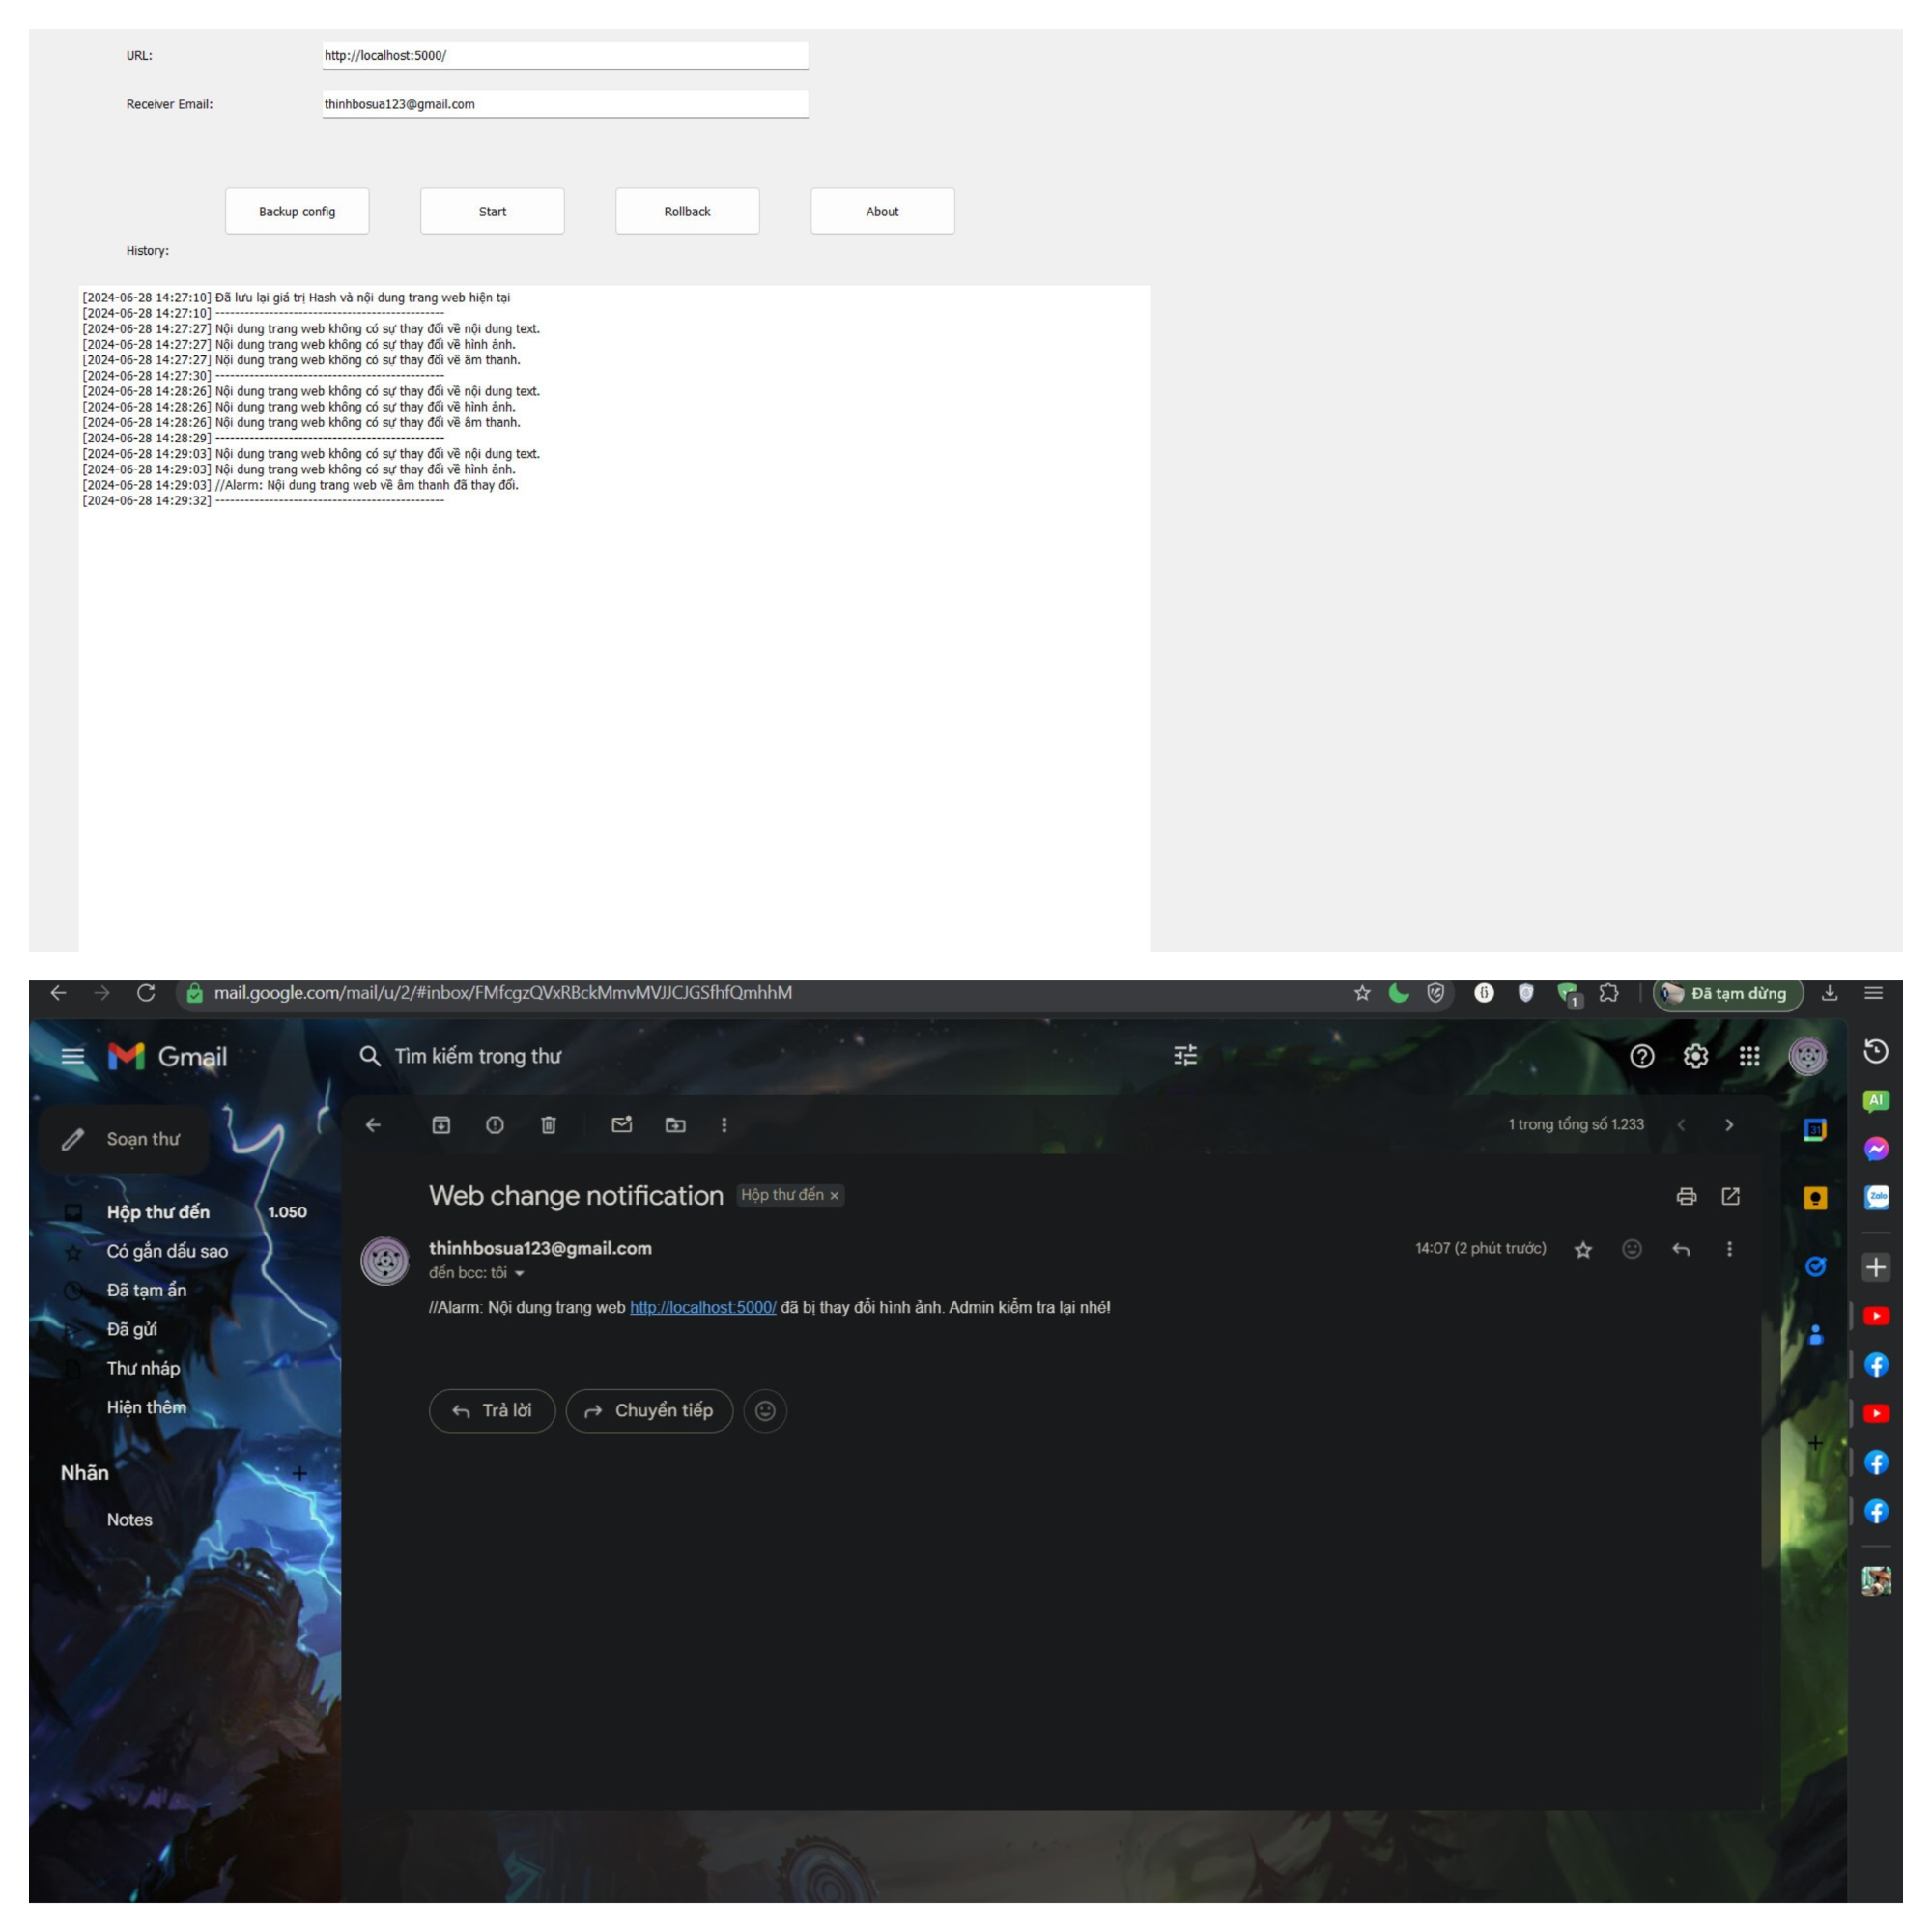 URL:
http://localhost:5000/
Receiver Email:
thinhbosua123@gmail.com
Backup config
Start
Rollback
About
History:
[2024-06-28 14:27:10] Đã lưu lại giá trị Hash và nội dung trang web hiện tại
[2024-06-28 14:27:10] -----------------------------------------------
[2024-06-28 14:27:27] Nội dung trang web không có sự thay đổi về nội dung text.
[2024-06-28 14:27:27] Nội dung trang web không có sự thay đổi về hình ảnh.
[2024-06-28 14:27:27] Nội dung trang web không có sự thay đổi về âm thanh.
[2024-06-28 14:27:30] -----------------------------------------------
[2024-06-28 14:28:26] Nội dung trang web không có sự thay đổi về nội dung text.
[2024-06-28 14:28:26] Nội dung trang web không có sự thay đổi về hình ảnh.
[2024-06-28 14:28:26] Nội dung trang web không có sự thay đổi về âm thanh.
[2024-06-28 14:28:29] -----------------------------------------------
[2024-06-28 14:29:03] Nội dung trang web không có sự thay đổi về nội dung text.
[2024-06-28 14:29:03] Nội dung trang web không có sự thay đổi về hình ảnh.
[2024-06-28 14:29:03] //Alarm: Nội dung trang web về âm thanh đã thay đổi.
[2024-06-28 14:29:32] -----------------------------------------------
mail.google.com/mail/u/2/#inbox/FMfcgzQVxRBckMmvMVJJCJGSfhfQmhhM
1
Đã tạm dừng
Gmail
Tìm kiếm trong thư
AI
Soạn thư
1 trong tổng số 1.233
31
Web change notification
Hộp thư đến ×
Zalo
Hộp thư đến
1.050
thinhbosua123@gmail.com
14:07 (2 phút trước)
Có gắn dấu sao
đến bcc: tôi
Đã tạm ẩn
//Alarm: Nội dung trang web http://localhost:5000/ đã bị thay đổi hình ảnh. Admin kiểm tra lại nhé!
Đã gửi
Thư nháp
Hiện thêm
Trả lời
Chuyển tiếp
Nhãn
Notes